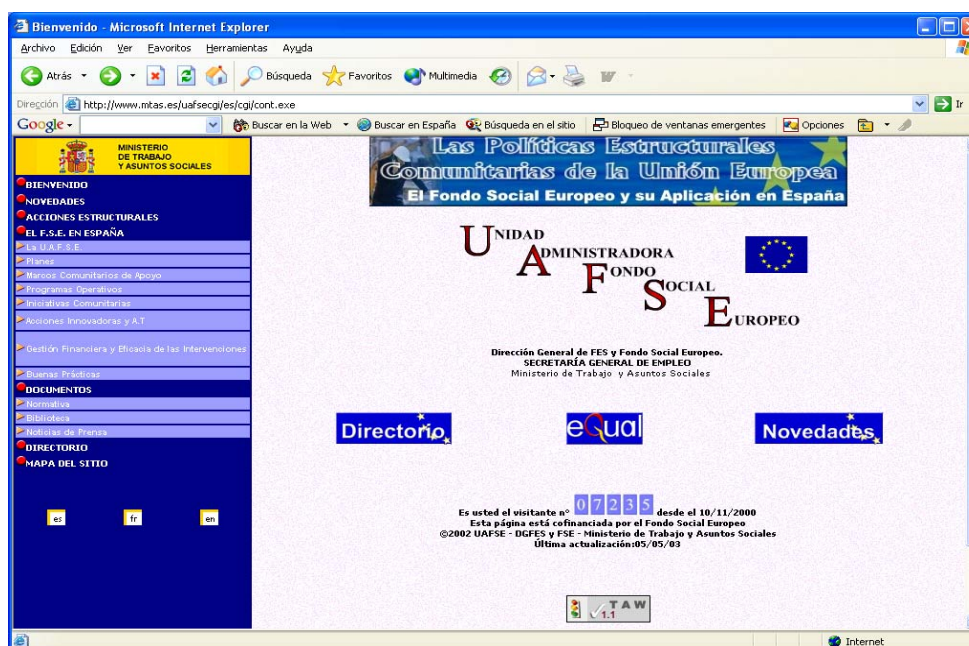 Bienvenido - Microsoft Internet Explorer
Archivo Edición Ver Favoritos Herramientas Ayuda
Atrás Búsqueda Favoritos Multimedia
Dirección http://www.mtas.es/uafsecgi/es/cgi/cont.exe Ir
Google Buscar en la Web Buscar en España Búsqueda en el sitio Bloqueo de ventanas emergentes Opciones
MINISTERIO
DE TRABAJO
Y ASUNTOS SOCIALES
BIENVENIDO
NOVEDADES
ACCIONES ESTRUCTURALES
EL F.S.E. EN ESPAÑA
La U.A.F.S.E.
Planes
Marcos Comunitarios de Apoyo
Programas Operativos
Iniciativas Comunitarias
Acciones Innovadoras y A.T
Gestión Financiera y Eficacia de las Intervenciones
Buenas Prácticas
DOCUMENTOS
Normativa
Biblioteca
Noticias de Prensa
DIRECTORIO
MAPA DEL SITIO
es fr en
Las Políticas Estructurales
Comunitarias de la Unión Europea
El Fondo Social Europeo y su Aplicación en España
UNIDAD
ADMINISTRADORA
FONDO
SOCIAL
EUROPEO
Dirección General de FES y Fondo Social Europeo.
SECRETARÍA GENERAL DE EMPLEO
Ministerio de Trabajo y Asuntos Sociales
Directorio eQual Novedades
Es usted el visitante nº 07235 desde el 10/11/2000
Esta página está cofinanciada por el Fondo Social Europeo
©2002 UAFSE - DGFES y FSE - Ministerio de Trabajo y Asuntos Sociales
Última actualización:05/05/03
TAW
1.1
Internet